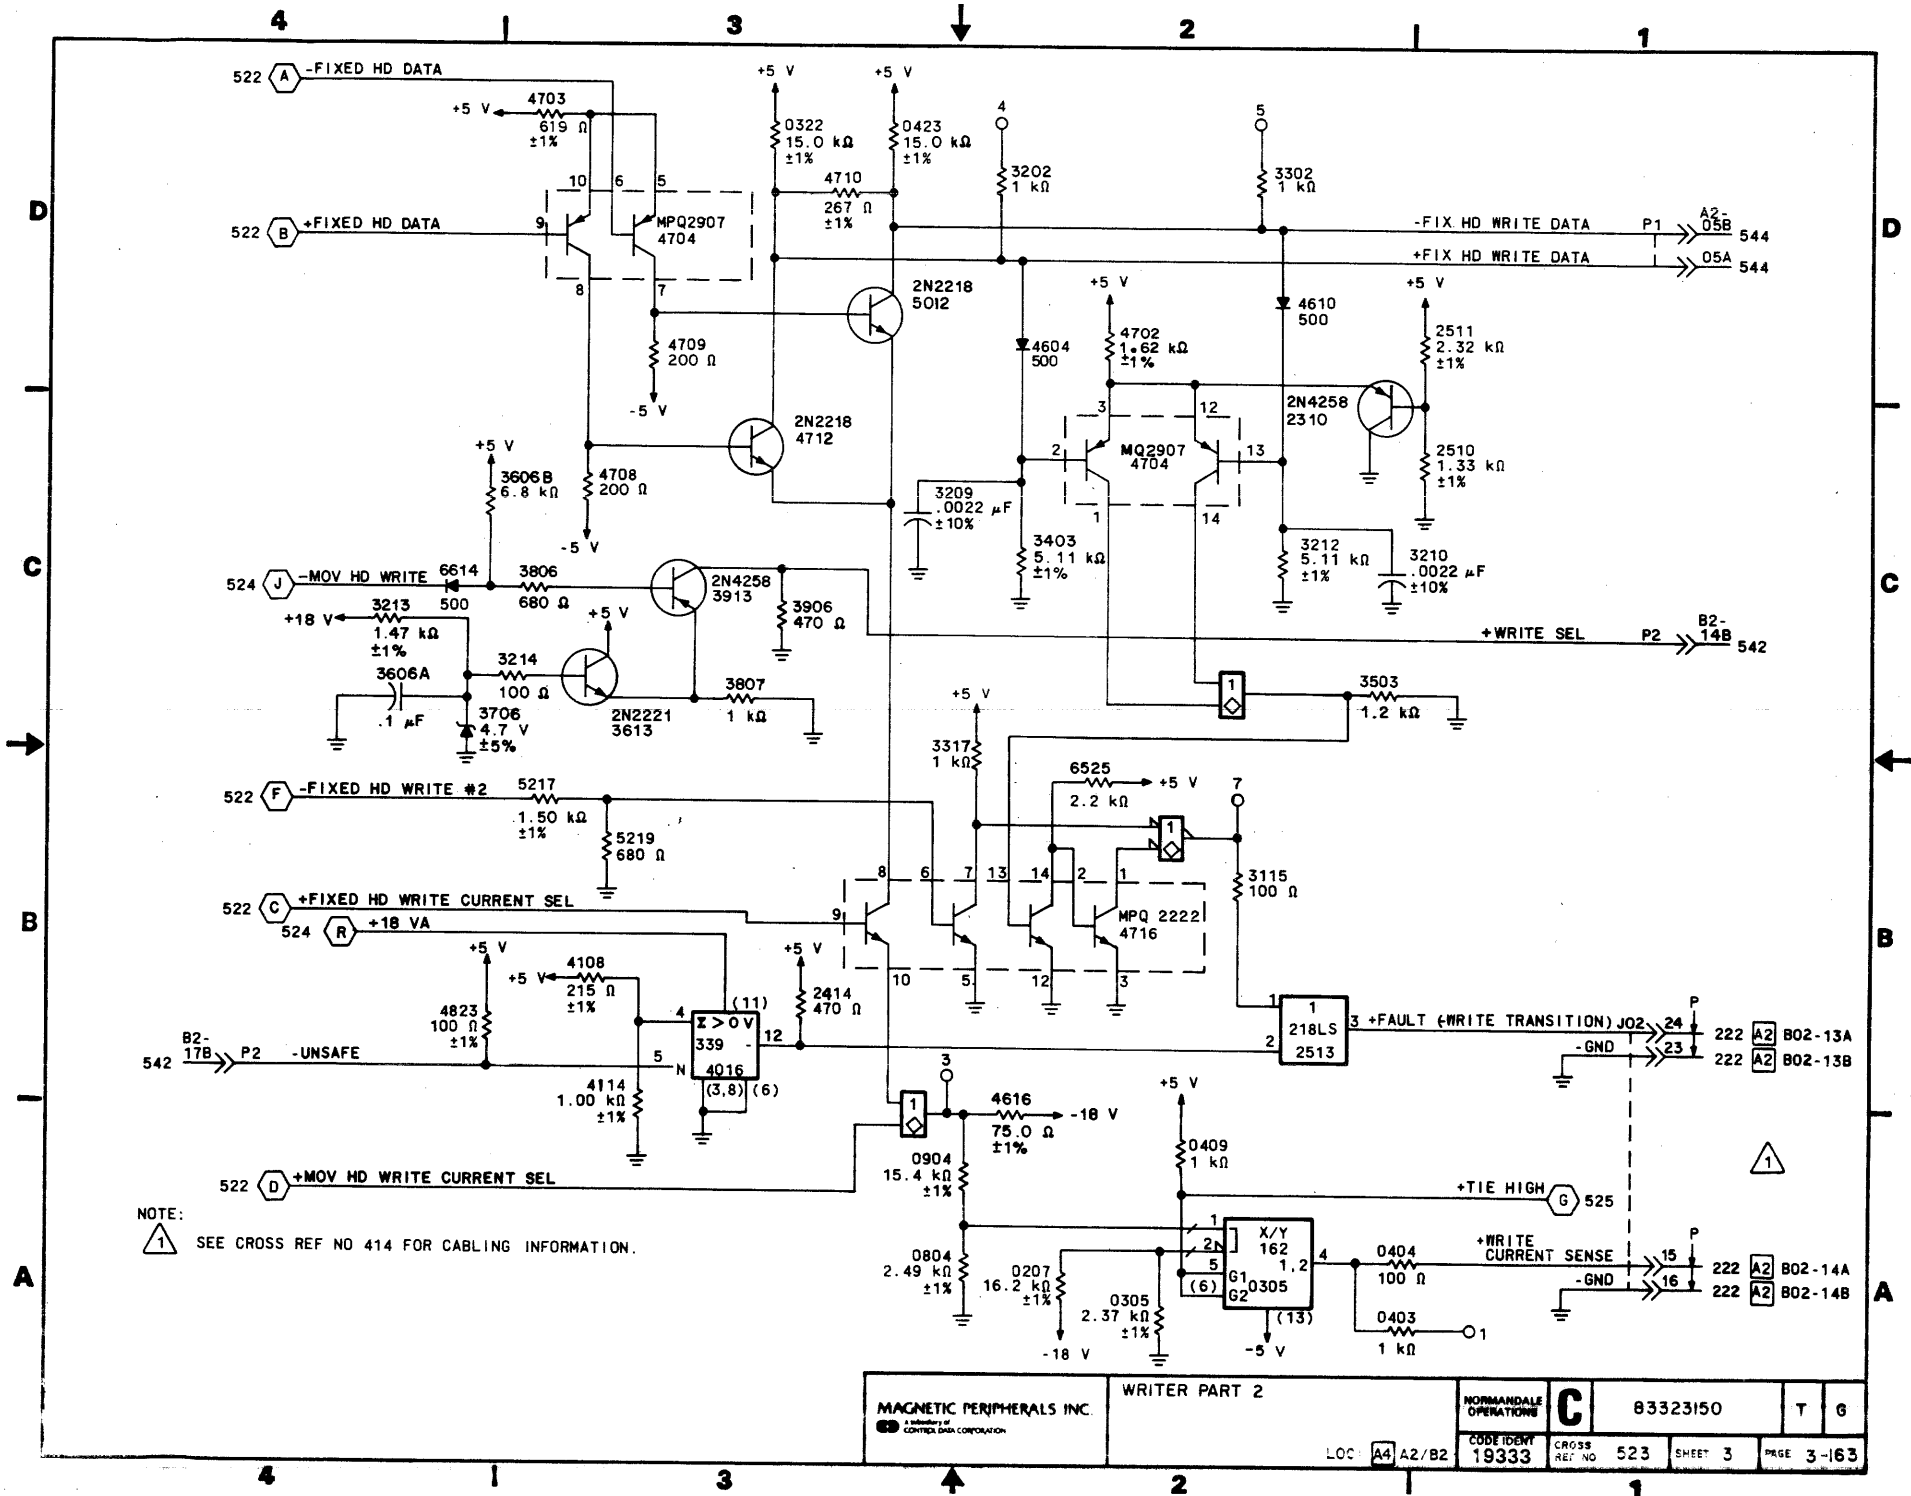 4
3
2
1
522 A -FIXED HD DATA
+5 V
4703
619 Ω
±1%
+5 V
0322
15.0 kΩ
±1%
+5 V
0423
15.0 kΩ
±1%
4710
267 Ω
±1%
4
3202
1 kΩ
5
3302
1 kΩ
D
D
522 B +FIXED HD DATA
10
6
5
9
MPQ2907
4704
8
7
-FIX HD WRITE DATA
P1
A2-
05B
544
+FIX HD WRITE DATA
05A
544
2N2218
5012
4709
200 Ω
-5 V
4604
500
+5 V
4702
1.62 kΩ
±1%
4610
500
+5 V
2511
2.32 kΩ
±1%
2N4258
2310
2510
1.33 kΩ
±1%
2N2218
4712
3
12
2
MQ2907
4704
13
1
14
+5 V
3606B
6.8 kΩ
4708
200 Ω
-5 V
3209
.0022 µF
±10%
3403
5.11 kΩ
±1%
3212
5.11 kΩ
±1%
3210
.0022 µF
±10%
C
C
524 J -MOV HD WRITE
6614
500
3806
680 Ω
2N4258
3913
3906
470 Ω
+18 V
3213
1.47 kΩ
±1%
+5 V
+WRITE SEL
P2
B2-
14B
542
3606A
.1 µF
3214
100 Ω
3706
4.7 V
±5%
2N2221
3613
3807
1 kΩ
1
3503
1.2 kΩ
+5 V
3317
1 kΩ
6525
2.2 kΩ
+5 V
7
1
522 F -FIXED HD WRITE #2
5217
1.50 kΩ
±1%
5219
680 Ω
3115
100 Ω
8
6
7
13
14
2
1
522 C +FIXED HD WRITE CURRENT SEL
9
MPQ 2222
4716
524 R +18 VA
10
5
12
3
B
B
+5 V
4823
100 Ω
±1%
+5 V
4108
215 Ω
±1%
+5 V
2414
470 Ω
4
(11)
Σ > 0 V
339
-
12
5
N
4016
(3,8)
(6)
542
B2-
17B
P2
-UNSAFE
4114
1.00 kΩ
±1%
1
1
218LS
2
2513
3
+FAULT (-WRITE TRANSITION)
J02
24
P
222 A2 B02-13A
-GND
23
222 A2 B02-13B
3
1
4616
75.0 Ω
±1%
-18 V
0904
15.4 kΩ
±1%
+5 V
0409
1 kΩ
1
522 D +MOV HD WRITE CURRENT SEL
+TIE HIGH G 525
NOTE:
1 SEE CROSS REF NO 414 FOR CABLING INFORMATION.
0804
2.49 kΩ
±1%
0207
16.2 kΩ
±1%
-18 V
0305
2.37 kΩ
±1%
1
2
5
(6)
X/Y
162
1,2
G1
G2
0305
4
(13)
-5 V
0404
100 Ω
0403
1 kΩ
1
+WRITE
CURRENT SENSE
15
P
222 A2 B02-14A
-GND
16
222 A2 B02-14B
A
A
MAGNETIC PERIPHERALS INC.
a subsidiary of
CONTROL DATA CORPORATION
WRITER PART 2
LOC: A4 A2/B2
NORMANDALE
OPERATIONS
C
83323150
T
G
CODE IDENT
19333
CROSS
REF NO
523
SHEET 3
PAGE 3-163
4
3
2
1